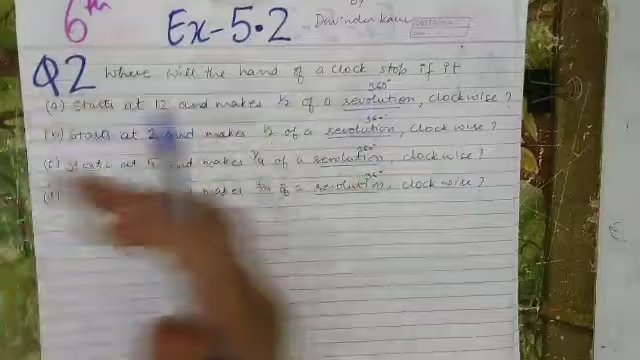 6th
By
Ex-5.2
Davinder Kaur
Q2 Where will the hand of a clock stop if it
360°
(a) starts at 12 and makes 1/2 of a revolution, clockwise?
360°
(b) starts at 2 and makes 1/2 of a revolution, clockwise?
360°
(c) starts at 5 and makes 1/4 of a revolution, clockwise?
360°
makes 3/4 of a revolution, clockwise?